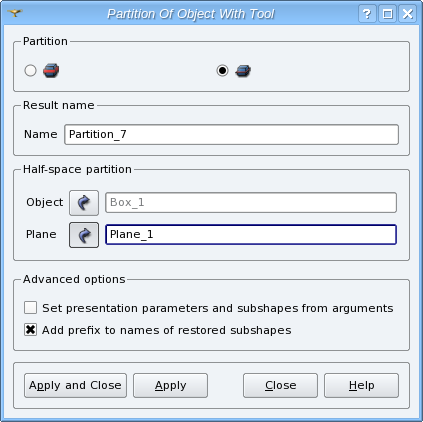 Partition Of Object With Tool
Partition
Result name
Name Partition_7
Half-space partition
Object Box_1
Plane Plane_1
Advanced options
Set presentation parameters and subshapes from arguments
Add prefix to names of restored subshapes
Apply and Close Apply Close Help